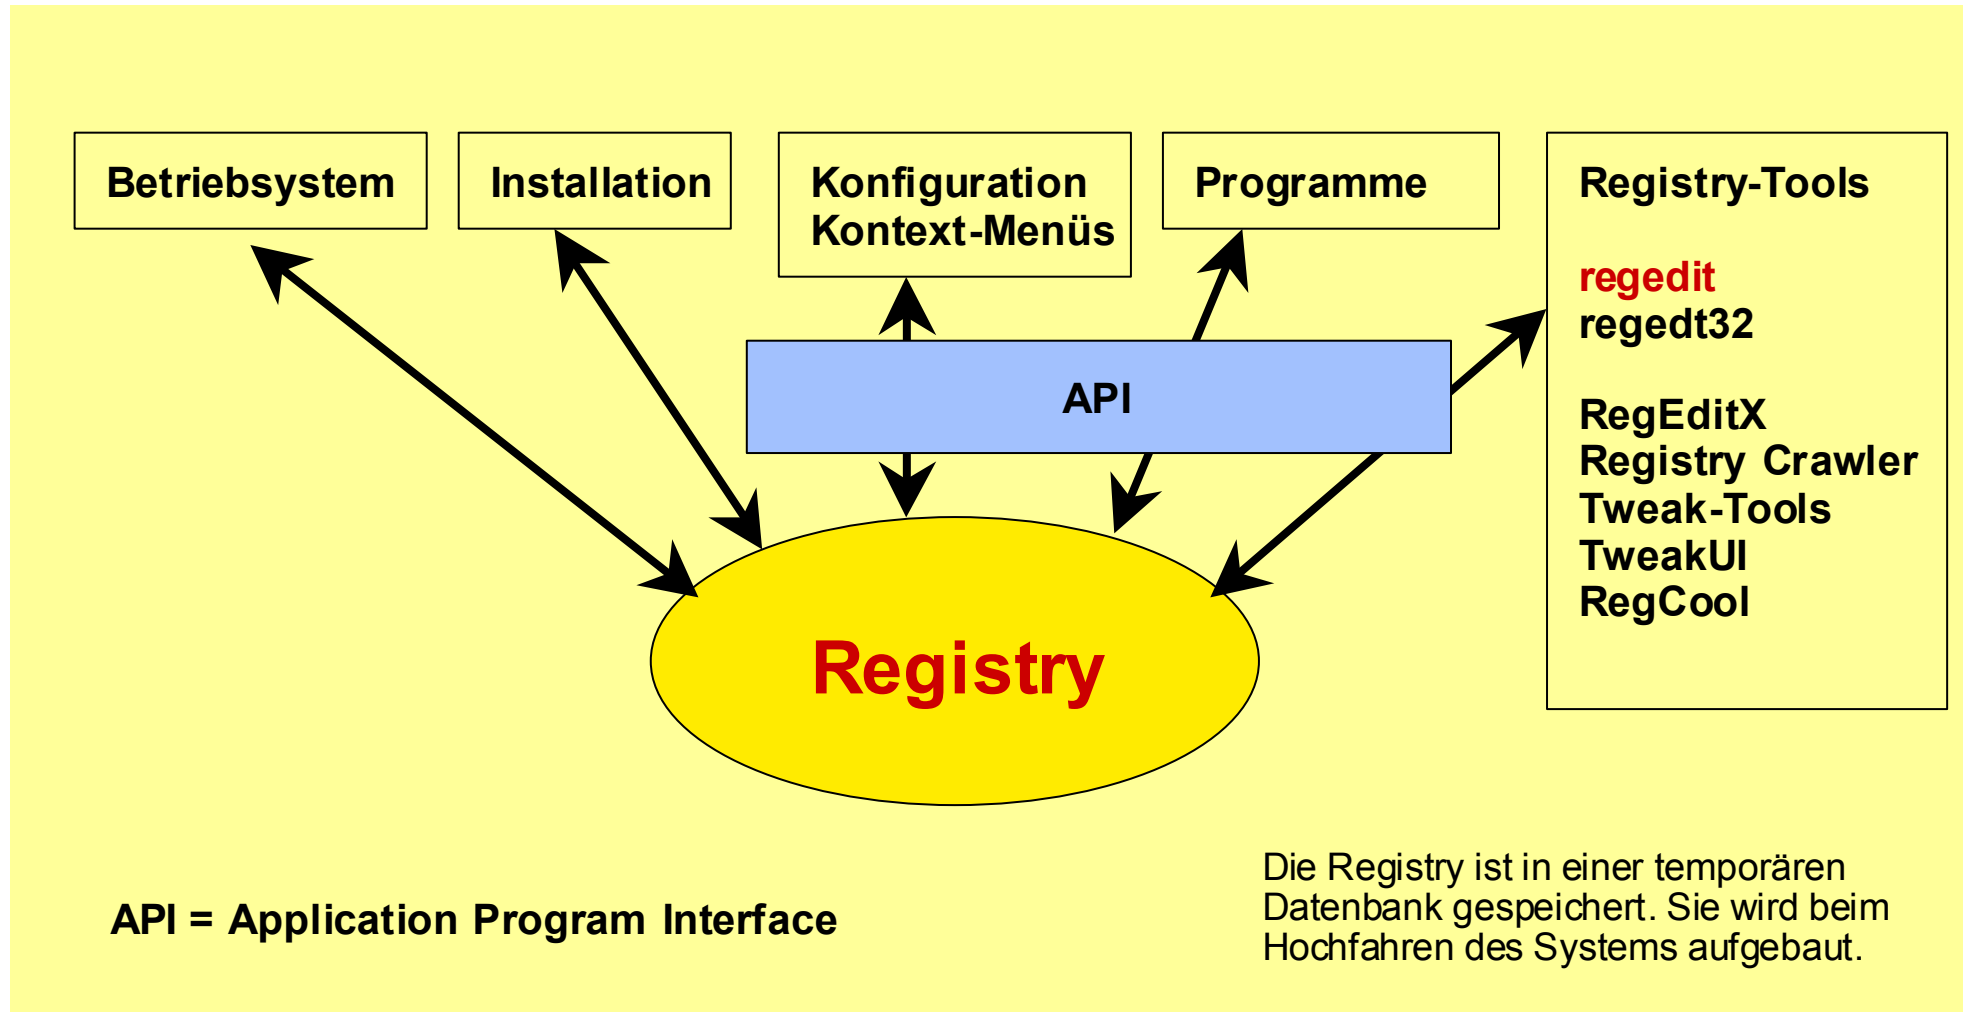 Betriebsystem
Installation
Konfiguration
Kontext-Menüs
Programme
Registry-Tools
regedit
regedt32
RegEditX
Registry Crawler
Tweak-Tools
TweakUI
RegCool
API
Registry
API = Application Program Interface
Die Registry ist in einer temporären
Datenbank gespeichert. Sie wird beim
Hochfahren des Systems aufgebaut.